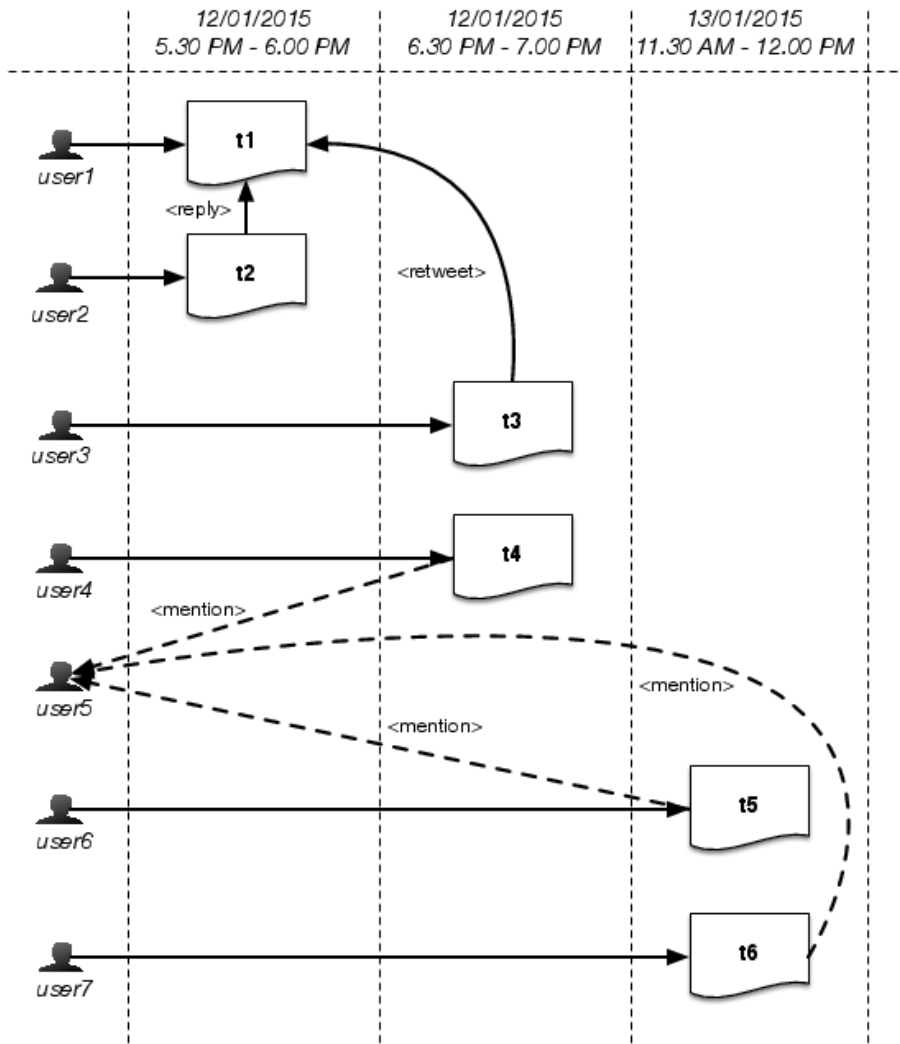 12/01/2015 12/01/2015 13/01/2015
5.30 PM - 6.00 PM 6.30 PM - 7.00 PM 11.30 AM - 12.00 PM
t1
user1
<reply>
t2
<retweet>
user2
t3
user3
t4
user4
<mention>
<mention>
user5
<mention>
t5
user6
t6
user7